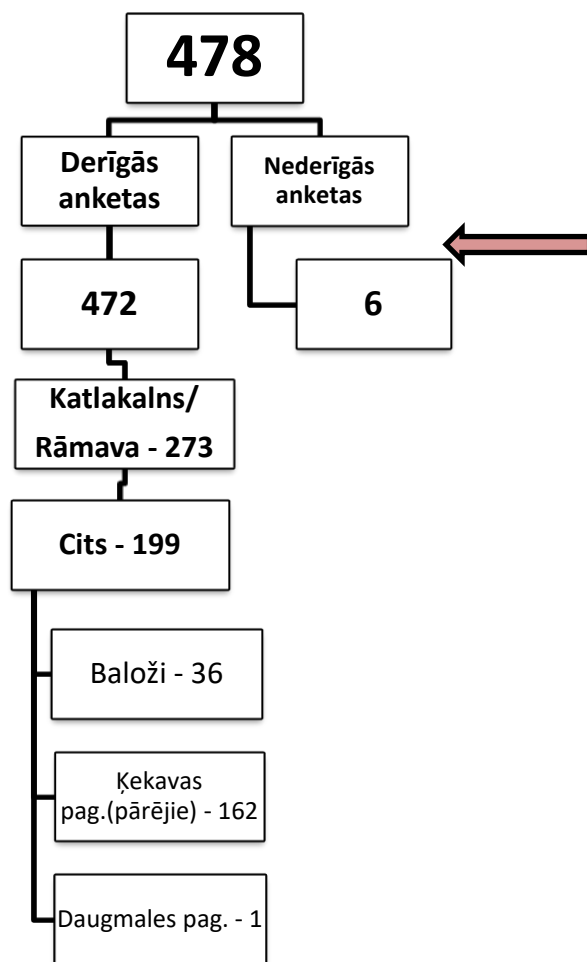 478
Derīgās
anketas
Nederīgās
anketas
472
6
Katlakalns/
Rāmava - 273
Cits - 199
Baloži - 36
Ķekavas
pag.(pārējie) - 162
Daugmales pag. - 1